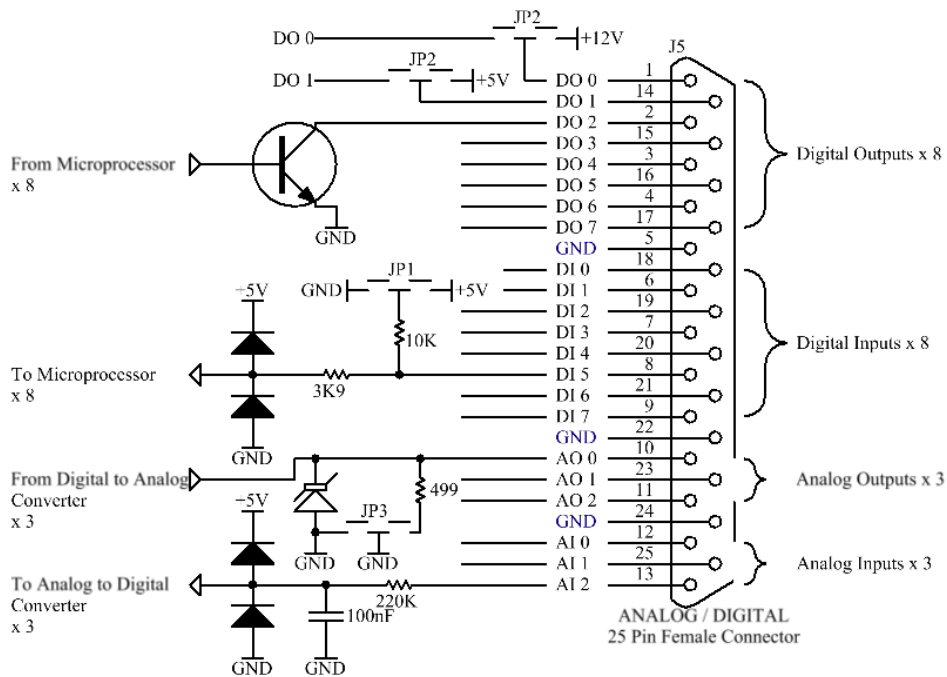 JP2
DO 0
+12V
J5
JP2
DO 1
+5V
DO 0 1
DO 1 14
DO 2 2
DO 3 15
DO 4 3
DO 5 16
DO 6 4
DO 7 17
GND 5
DI 0 18
DI 1 6
DI 2 19
DI 3 7
DI 4 20
DI 5 8
DI 6 21
DI 7 9
GND 22
AO 0 10
AO 1 23
AO 2 11
GND 24
AI 0 12
AI 1 25
AI 2 13
Digital Outputs x 8
Digital Inputs x 8
Analog Outputs x 3
Analog Inputs x 3
From Microprocessor
x 8
GND
JP1
GND
+5V
+5V
10K
To Microprocessor
x 8
3K9
GND
From Digital to Analog
Converter
x 3
499
JP3
+5V
GND
GND
To Analog to Digital
Converter
x 3
220K
100nF
GND
GND
ANALOG / DIGITAL
25 Pin Female Connector